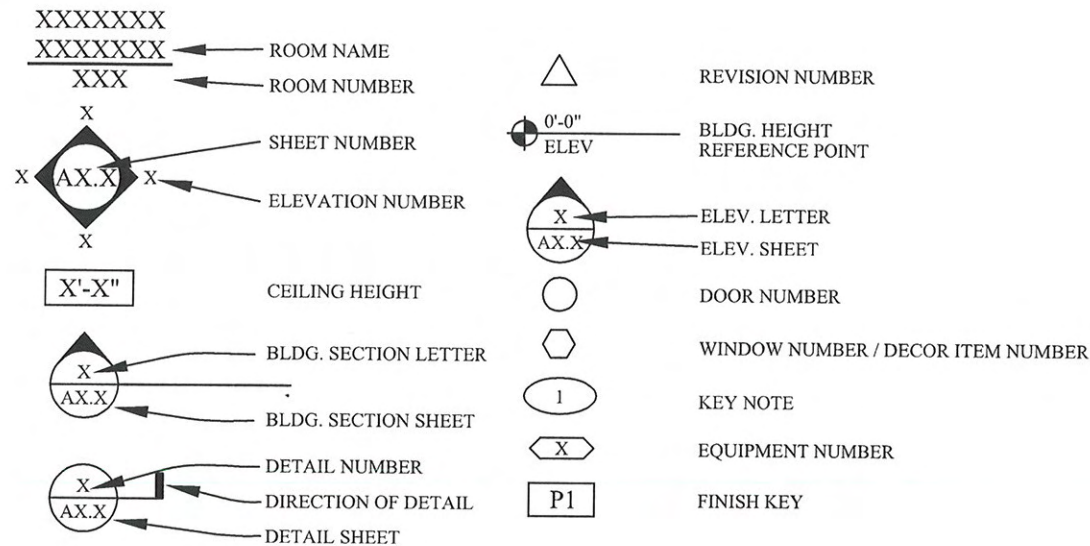 XXXXXXX
XXXXXXX
ROOM NAME
XXX
ROOM NUMBER
X
SHEET NUMBER
X
AX.X
X
ELEVATION NUMBER
X
X'-X"
CEILING HEIGHT
X
BLDG. SECTION LETTER
AX.X
BLDG. SECTION SHEET
X
DETAIL NUMBER
DIRECTION OF DETAIL
AX.X
DETAIL SHEET
REVISION NUMBER
0'-0"
ELEV
BLDG. HEIGHT
REFERENCE POINT
X
ELEV. LETTER
AX.X
ELEV. SHEET
DOOR NUMBER
WINDOW NUMBER / DECOR ITEM NUMBER
1
KEY NOTE
X
EQUIPMENT NUMBER
P1
FINISH KEY